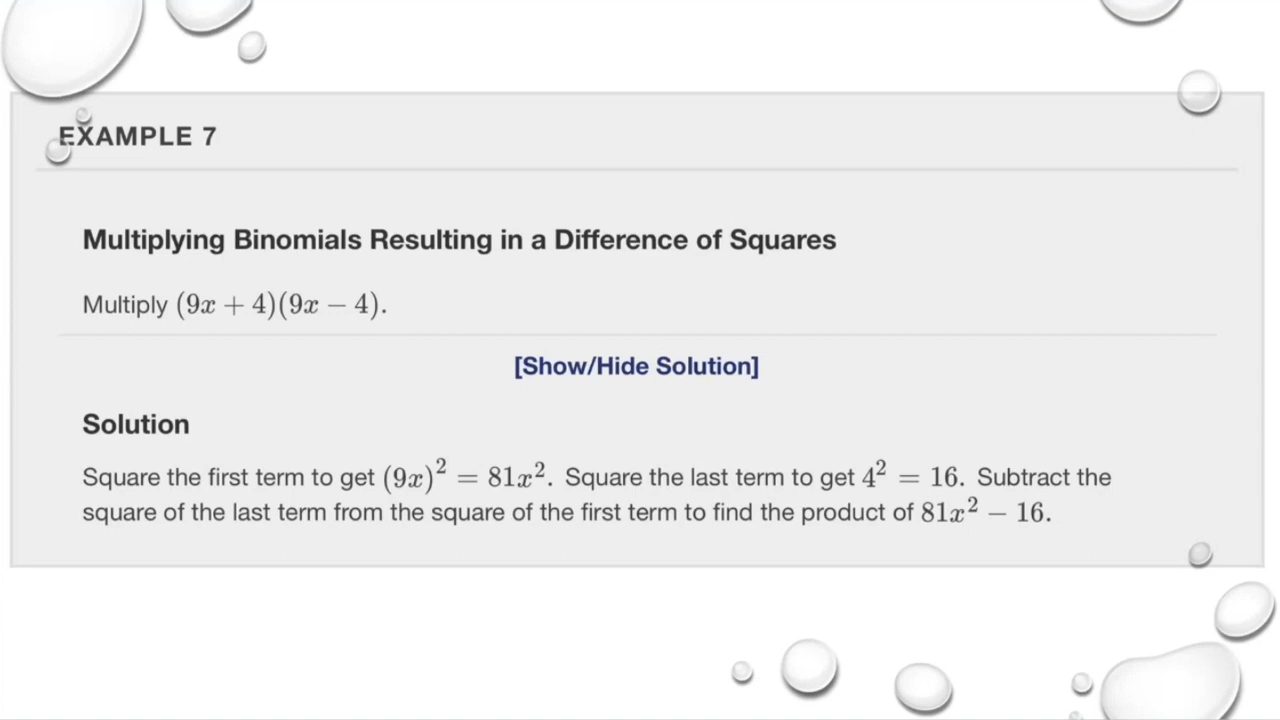 EXAMPLE 7
Multiplying Binomials Resulting in a Difference of Squares
Multiply (9x + 4)(9x − 4).
[Show/Hide Solution]
Solution
Square the first term to get (9x)² = 81x². Square the last term to get 4² = 16. Subtract the
square of the last term from the square of the first term to find the product of 81x² − 16.